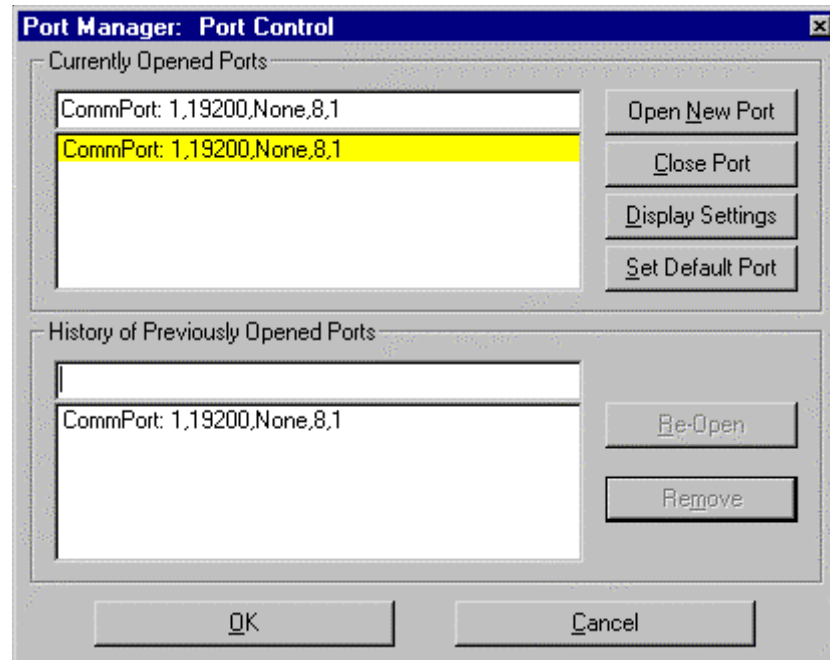 Port Manager: Port Control
Currently Opened Ports
CommPort: 1,19200,None,8,1
CommPort: 1,19200,None,8,1
Open New Port
Close Port
Display Settings
Set Default Port
History of Previously Opened Ports
CommPort: 1,19200,None,8,1
Re-Open
Remove
OK
Cancel